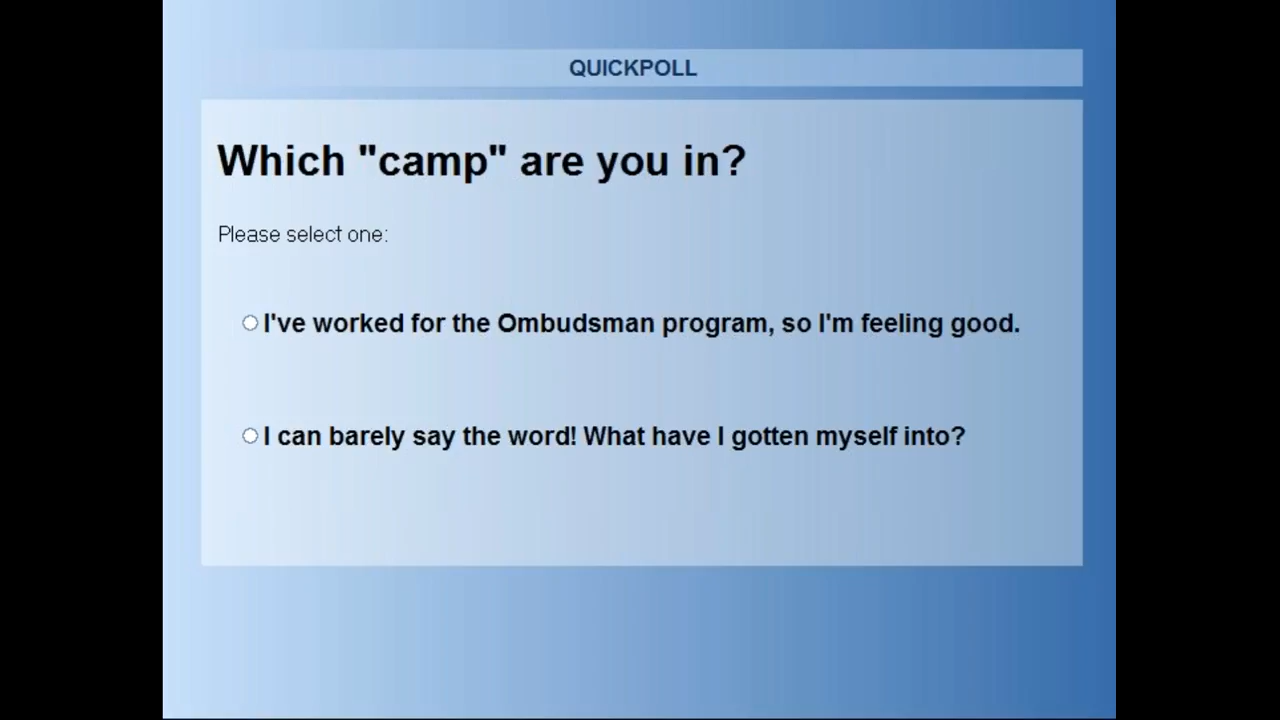 QUICKPOLL
Which "camp" are you in?
Please select one:
I've worked for the Ombudsman program, so I'm feeling good.
I can barely say the word! What have I gotten myself into?